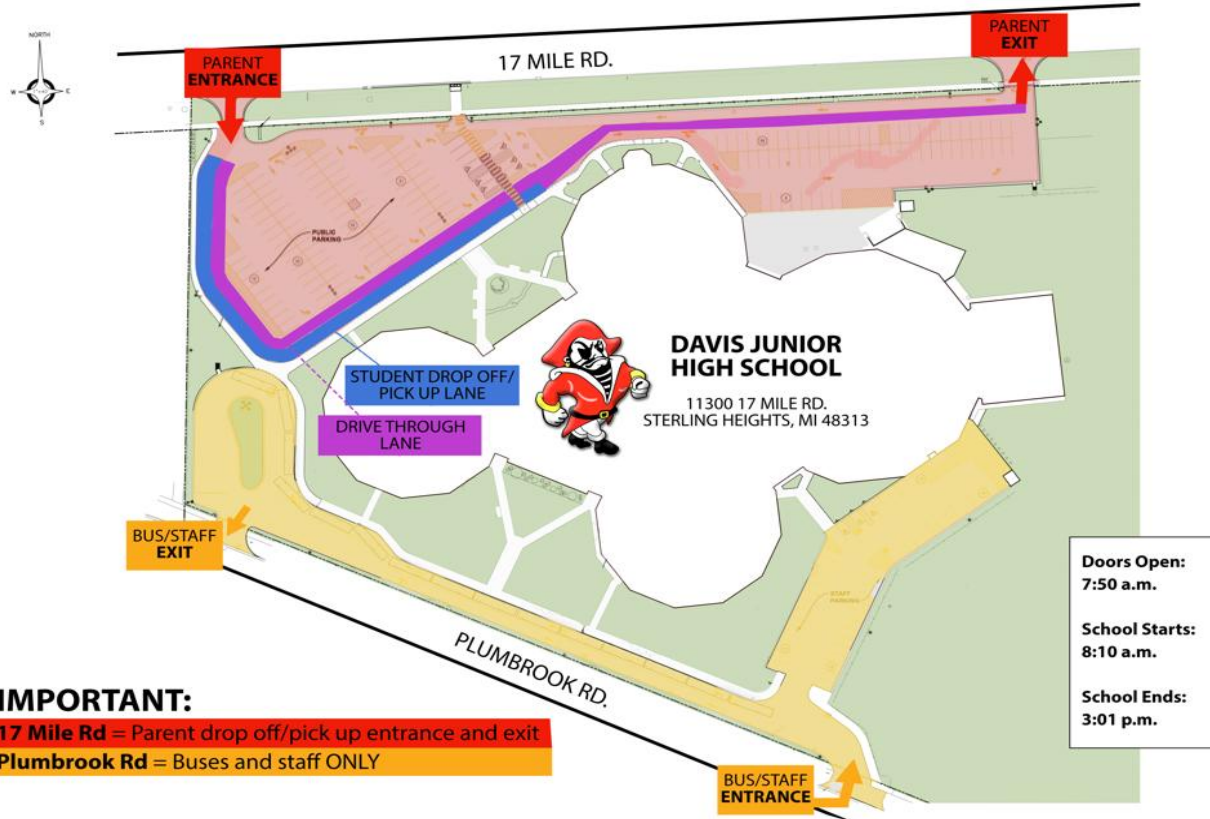 NORTH
W
E
S
PARENT
ENTRANCE
17 MILE RD.
PARENT
EXIT
PUBLIC
PARKING
DAVIS JUNIOR
HIGH SCHOOL
11300 17 MILE RD.
STERLING HEIGHTS, MI 48313
STUDENT DROP OFF/
PICK UP LANE
DRIVE THROUGH
LANE
BUS/STAFF
EXIT
STAFF
PARKING
PLUMBROOK RD.
Doors Open:
7:50 a.m.
School Starts:
8:10 a.m.
School Ends:
3:01 p.m.
IMPORTANT:
17 Mile Rd = Parent drop off/pick up entrance and exit
Plumbrook Rd = Buses and staff ONLY
BUS/STAFF
ENTRANCE